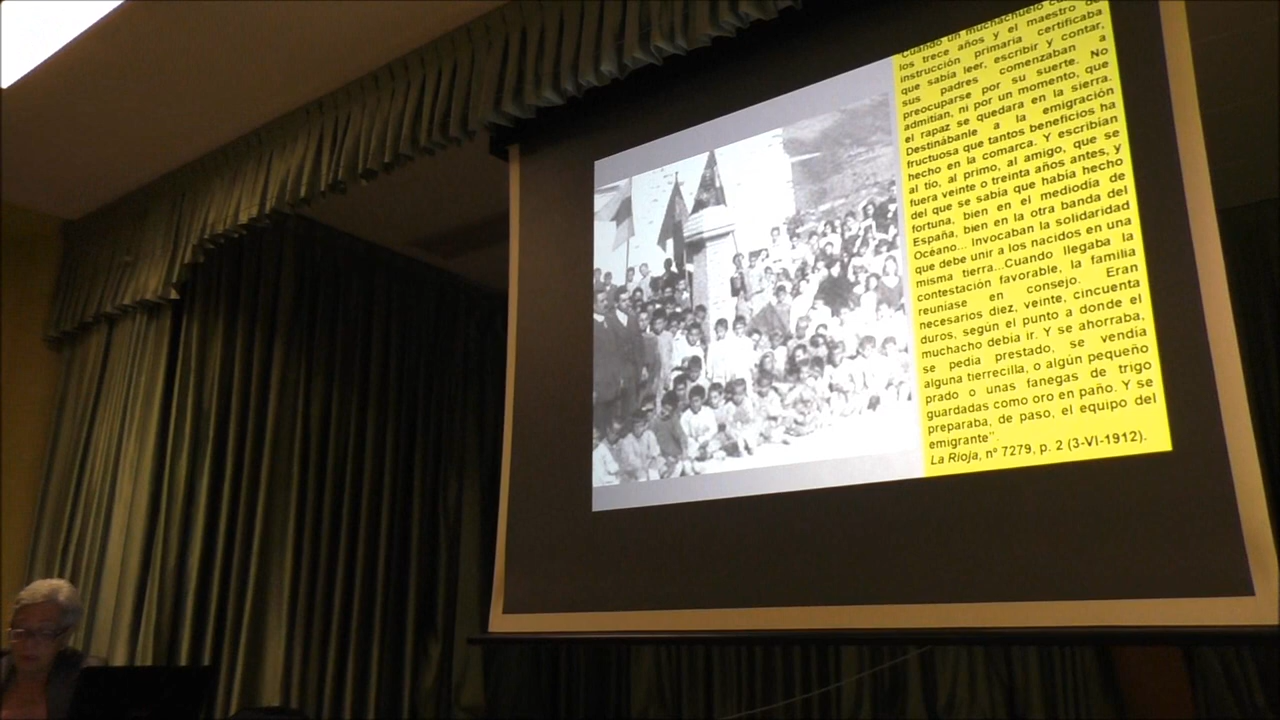 "Cuando un muchachuelo
los trece años y el maestro de
instrucción primaria certificaba
que sabía leer, escribir y contar,
sus padres comenzaban a
preocuparse por su suerte. No
admitían, ni por un momento, que
el rapaz se quedara en la sierra.
Destinábanle a la emigración
fructuosa que tantos beneficios ha
hecho en la comarca. Y escribían
al tío, al primo, al amigo, que se
fuera veinte o treinta años antes, y
del que se sabía que había hecho
fortuna, bien en el mediodía de
España, bien en la otra banda del
Océano... Invocaban la solidaridad
que debe unir a los nacidos en una
misma tierra...Cuando llegaba la
contestación favorable, la familia
reuníase en consejo. Eran
necesarios diez, veinte, cincuenta
duros, según el punto a donde el
muchacho debía ir. Y se ahorraba,
se pedía prestado, se vendía
alguna tierrecilla, o algún pequeño
prado o unas fanegas de trigo
guardadas como oro en paño. Y se
preparaba, de paso, el equipo del
emigrante".
La Rioja, nº 7279, p. 2 (3-VI-1912).